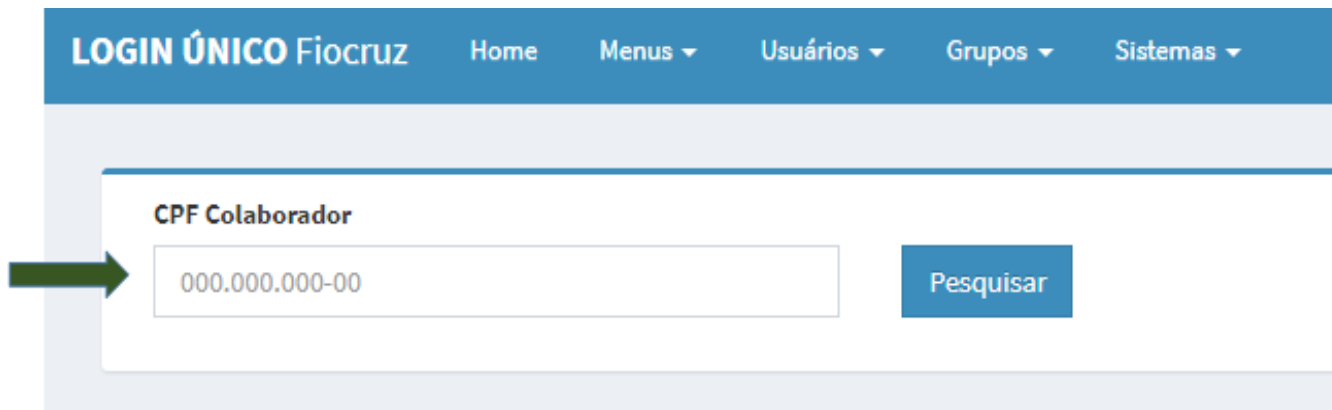 LOGIN ÚNICO Fiocruz Home Menus Usuários Grupos Sistemas
CPF Colaborador
000.000.000-00 Pesquisar